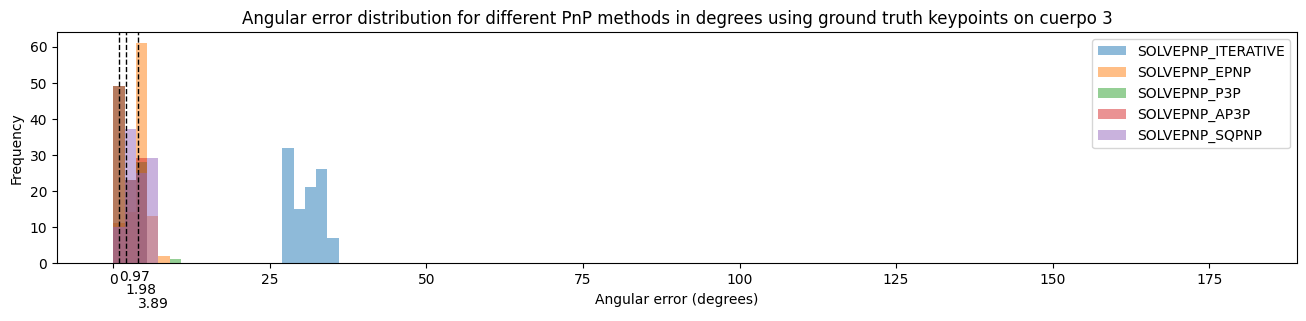 Angular error distribution for different PnP methods in degrees using ground truth keypoints on cuerpo 3
Frequency
60
50
40
30
20
10
0
SOLVEPNP_ITERATIVE
SOLVEPNP_EPNP
SOLVEPNP_P3P
SOLVEPNP_AP3P
SOLVEPNP_SQPNP
0 25 50 75 100 125 150 175
0.97
1.98
3.89
Angular error (degrees)